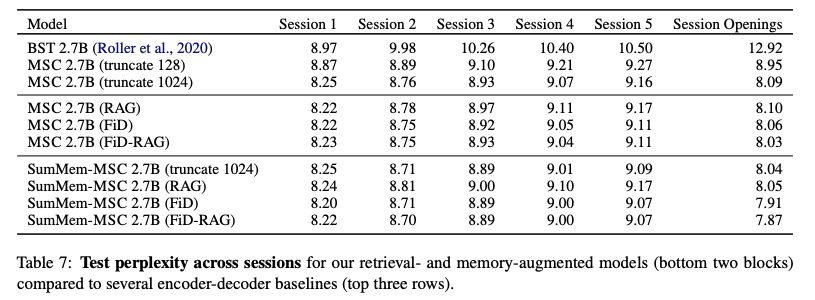 Model Session 1 Session 2 Session 3 Session 4 Session 5 Session Openings
BST 2.7B (Roller et al., 2020) 8.97 9.98 10.26 10.40 10.50 12.92
MSC 2.7B (truncate 128) 8.87 8.89 9.10 9.21 9.27 8.95
MSC 2.7B (truncate 1024) 8.25 8.76 8.93 9.07 9.16 8.09
MSC 2.7B (RAG) 8.22 8.78 8.97 9.11 9.17 8.10
MSC 2.7B (FiD) 8.22 8.75 8.92 9.05 9.11 8.06
MSC 2.7B (FiD-RAG) 8.23 8.75 8.93 9.04 9.11 8.03
SumMem-MSC 2.7B (truncate 1024) 8.25 8.71 8.89 9.01 9.09 8.04
SumMem-MSC 2.7B (RAG) 8.24 8.81 9.00 9.10 9.17 8.05
SumMem-MSC 2.7B (FiD) 8.20 8.71 8.89 9.00 9.07 7.91
SumMem-MSC 2.7B (FiD-RAG) 8.22 8.70 8.89 9.00 9.07 7.87
Table 7: Test perplexity across sessions for our retrieval- and memory-augmented models (bottom two blocks)
compared to several encoder-decoder baselines (top three rows).